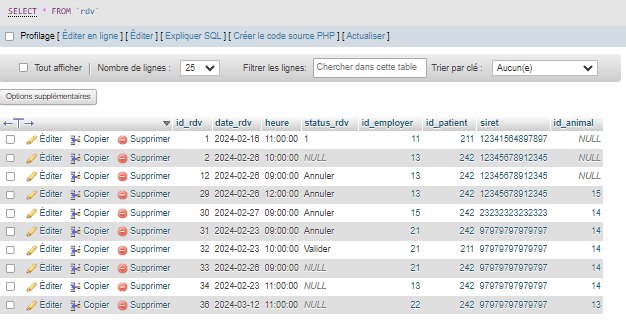 SELECT * FROM `rdv`
Profilage [ Éditer en ligne ] [ Éditer ] [ Expliquer SQL ] [ Créer le code source PHP ] [ Actualiser ]
Tout afficher Nombre de lignes : 25 Filtrer les lignes: Chercher dans cette table Trier par clé : Aucun(e)
Options supplémentaires
←T→ id_rdv date_rdv heure status_rdv id_employer id_patient siret id_animal
Éditer Copier Supprimer 1 2024-02-16 11:00:00 1 11 211 12341564897897 NULL
Éditer Copier Supprimer 2 2024-02-26 10:00:00 NULL 13 242 12345678912345 NULL
Éditer Copier Supprimer 12 2024-02-26 09:00:00 Annuler 13 242 12345678912345 NULL
Éditer Copier Supprimer 29 2024-02-26 12:00:00 Annuler 13 242 12345678912345 15
Éditer Copier Supprimer 30 2024-02-27 09:00:00 Annuler 15 242 23232323232323 14
Éditer Copier Supprimer 31 2024-02-23 09:00:00 Annuler 21 242 97979797979797 14
Éditer Copier Supprimer 32 2024-02-23 10:00:00 Valider 21 211 97979797979797 14
Éditer Copier Supprimer 33 2024-02-26 09:00:00 NULL 21 242 97979797979797 14
Éditer Copier Supprimer 34 2024-02-23 11:00:00 NULL 13 242 97979797979797 14
Éditer Copier Supprimer 36 2024-03-12 11:00:00 NULL 22 242 97979797979797 13